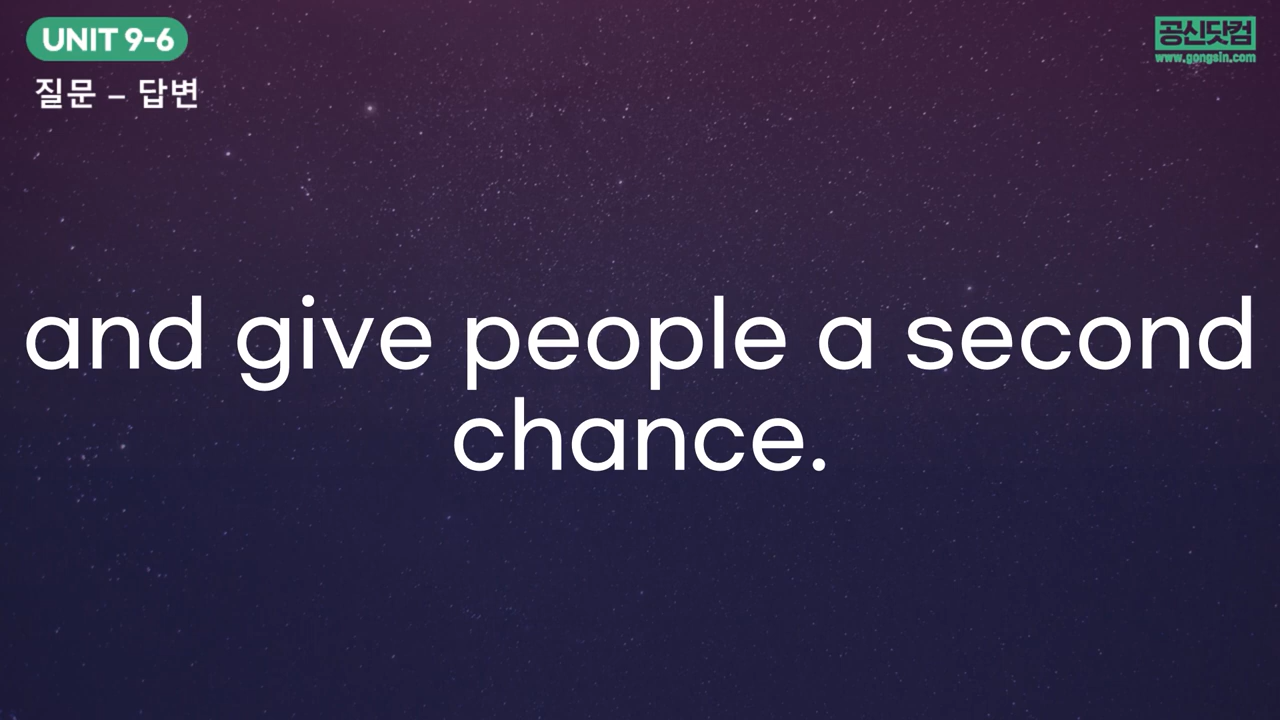 UNIT 9-6
공신닷컴
www.gongsin.com
질문 – 답변
and give people a second
chance.